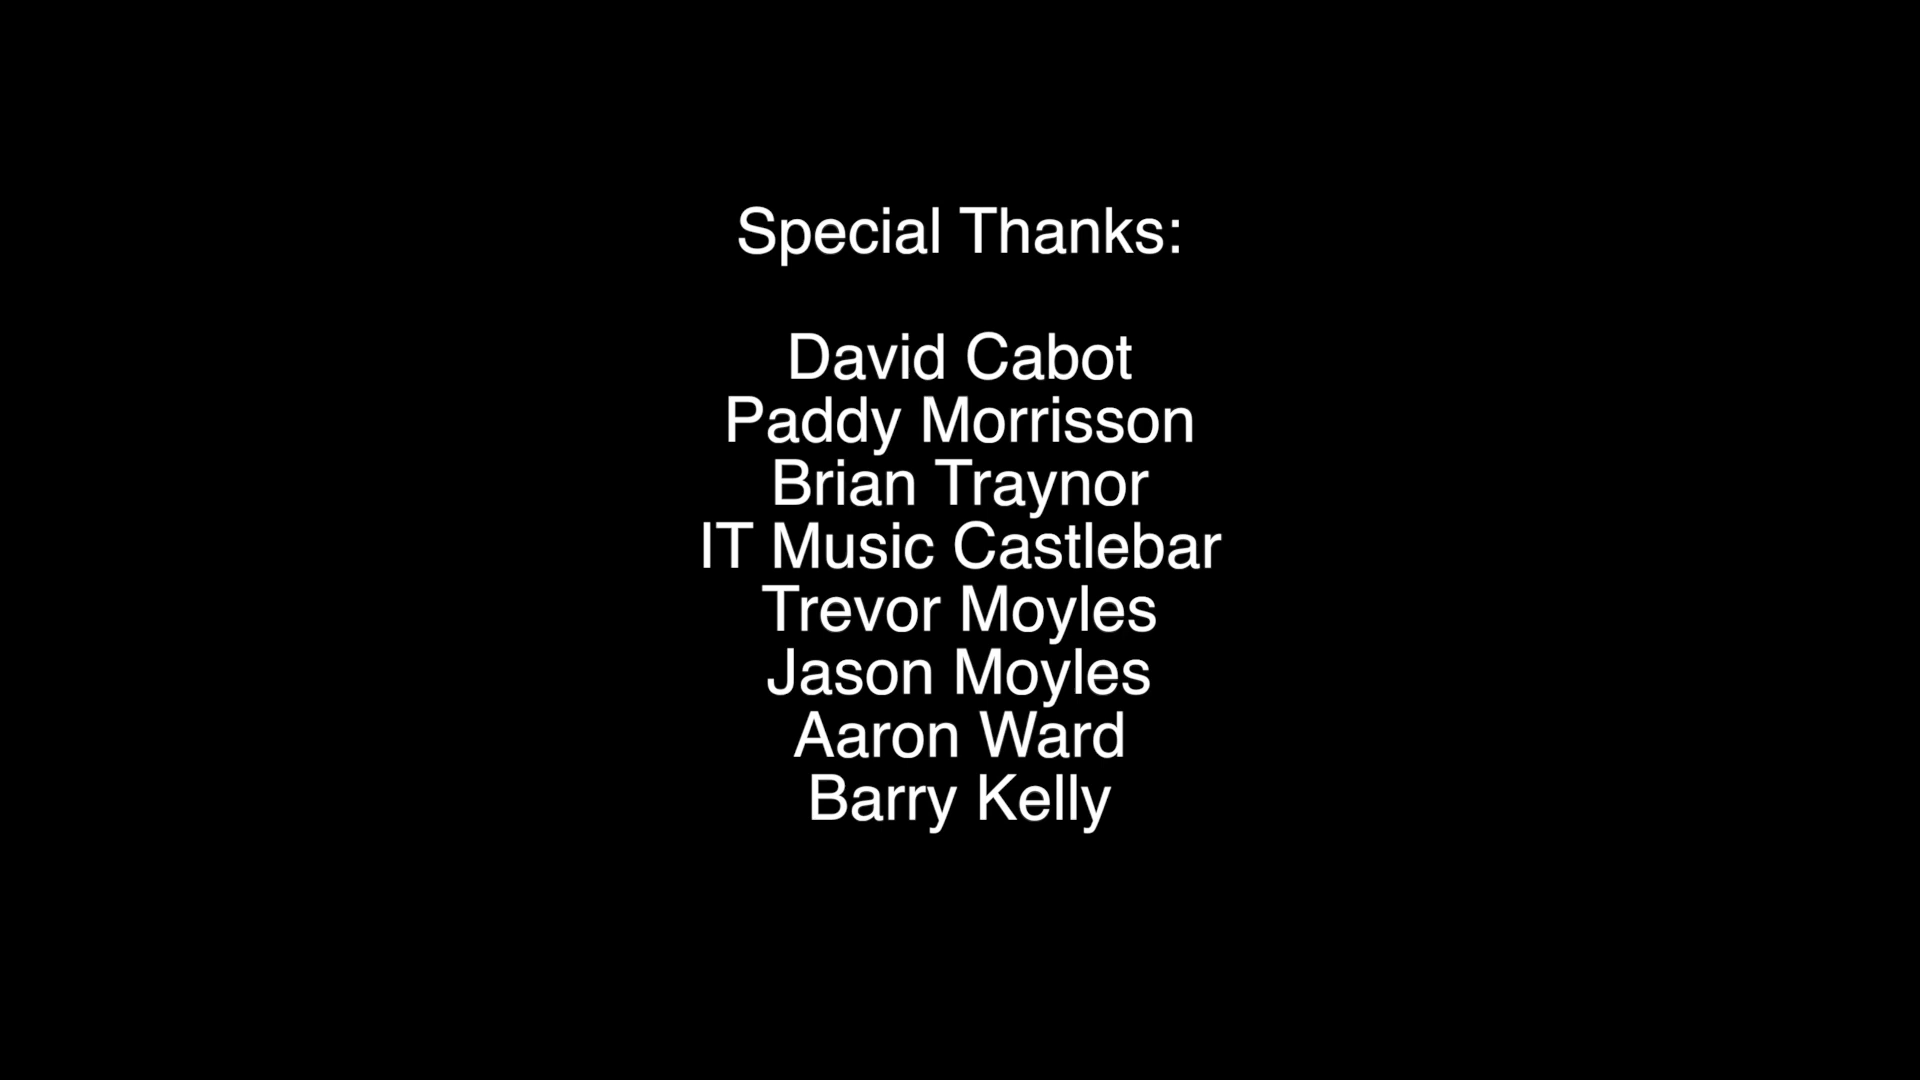 Special Thanks:
David Cabot
Paddy Morrisson
Brian Traynor
IT Music Castlebar
Trevor Moyles
Jason Moyles
Aaron Ward
Barry Kelly